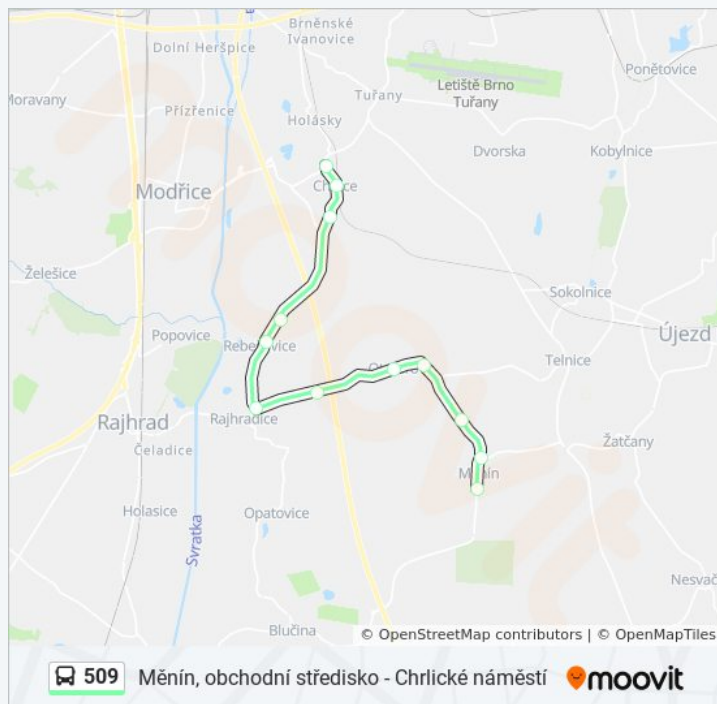 Brněnské
Ivanovice
Dolní Heršpice
Letiště Brno
Tuřany
Ponětovice
Moravany
Přízřenice
Tuřany
Holásky
Dvorska
Kobylnice
Modřice
Želešice
Sokolnice
Popovice
Újezd
Telnice
Rajhradice
Rajhrad
Čeladice
Žatčany
Holasice
Opatovice
Svratka
Nesvač
Blučina
© OpenStreetMap contributors | © OpenMapTiles
509 Měnín, obchodní středisko - Chrlické náměstí moovit